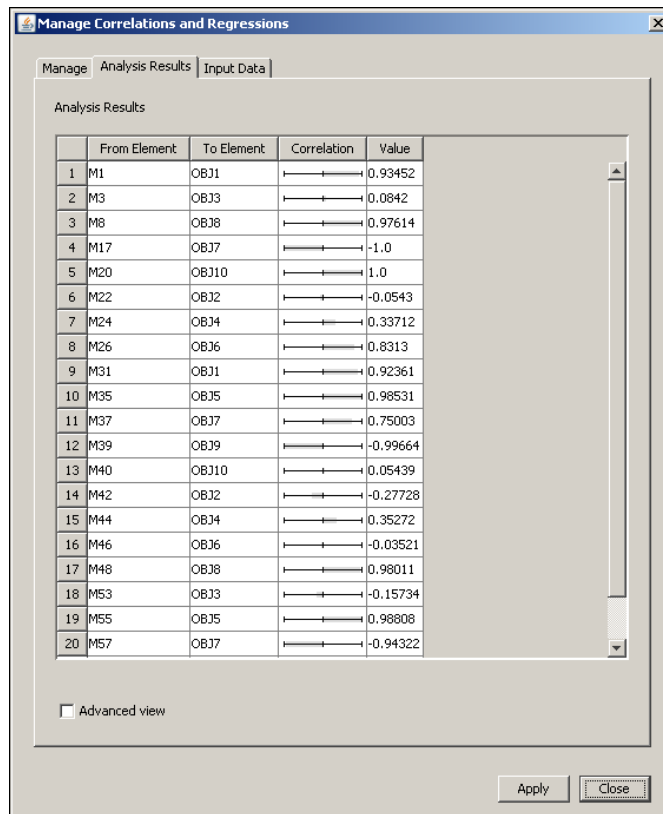 Manage Correlations and Regressions
Manage Analysis Results Input Data
Analysis Results
From Element To Element Correlation Value
1 M1 OBJ1 0.93452
2 M3 OBJ3 0.0842
3 M8 OBJ8 0.97614
4 M17 OBJ7 -1.0
5 M20 OBJ10 1.0
6 M22 OBJ2 -0.0543
7 M24 OBJ4 0.33712
8 M26 OBJ6 0.8313
9 M31 OBJ1 0.92361
10 M35 OBJ5 0.98531
11 M37 OBJ7 0.75003
12 M39 OBJ9 -0.99664
13 M40 OBJ10 0.05439
14 M42 OBJ2 -0.27728
15 M44 OBJ4 0.35272
16 M46 OBJ6 -0.03521
17 M48 OBJ8 0.98011
18 M53 OBJ3 -0.15734
19 M55 OBJ5 0.98808
20 M57 OBJ7 -0.94322
Advanced view
Apply Close